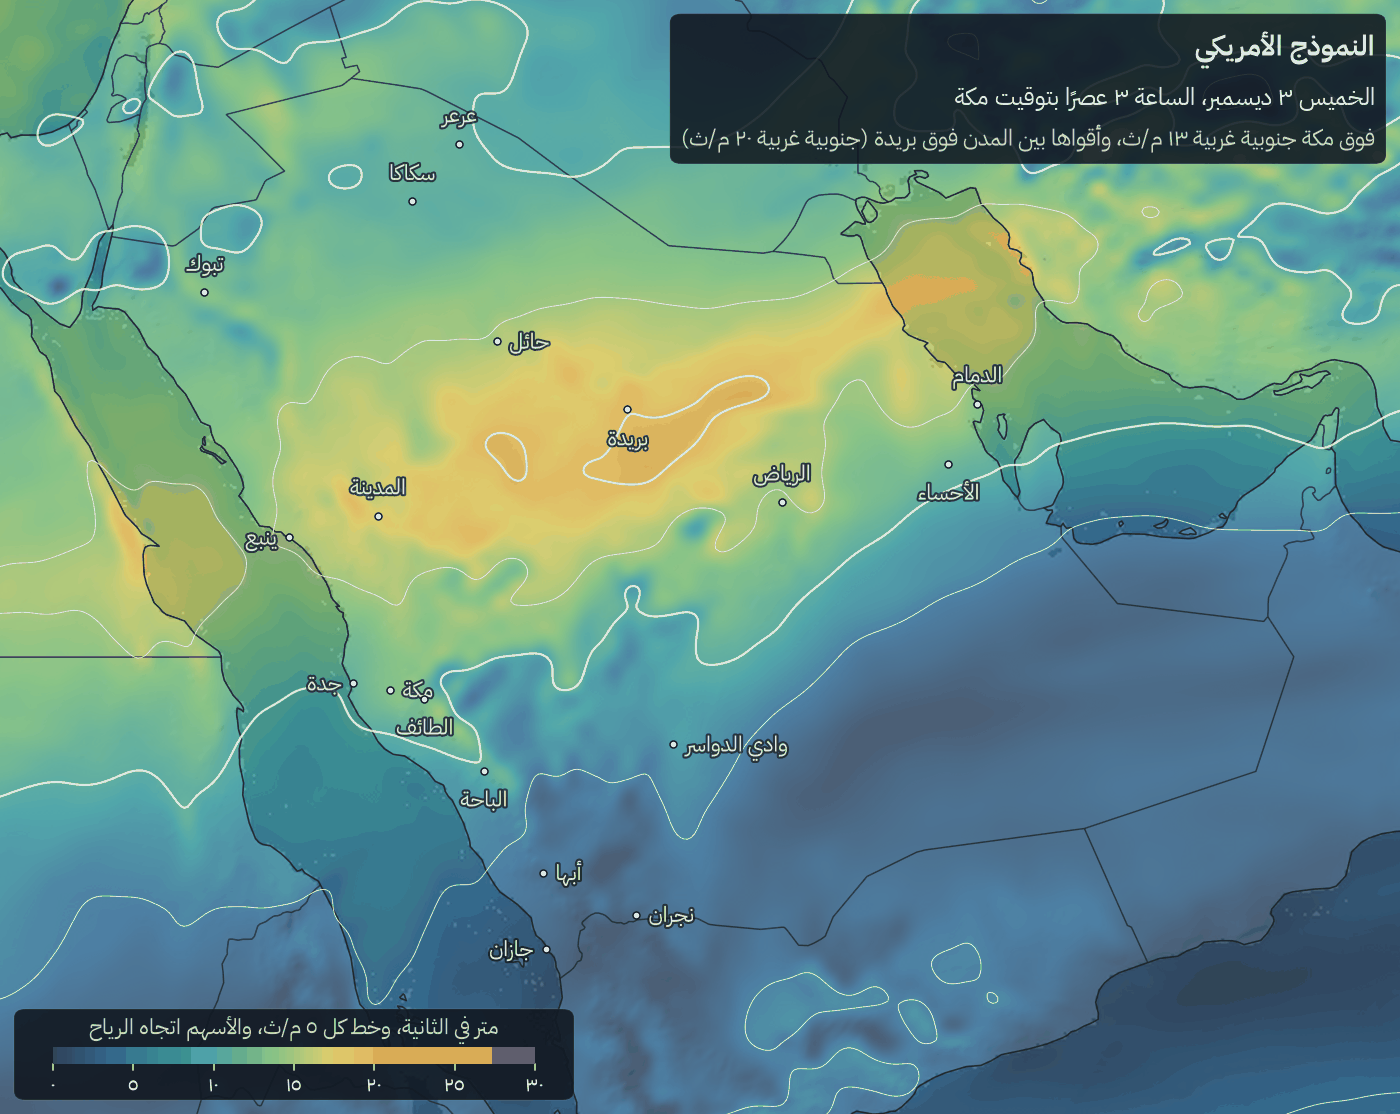 النموذج الأمريكي
الخميس ٣ ديسمبر، الساعة ٣ عصرًا بتوقيت مكة
فوق مكة جنوبية غربية ١٣ م/ث، وأقواها بين المدن فوق بريدة (جنوبية غربية ٢٠ م/ث)
عرعر
سكاكا
تبوك
حائل
الدمام
بريدة
الرياض
المدينة
الأحساء
ينبع
جدة
مكة
الطائف
وادي الدواسر
الباحة
أبها
نجران
جازان
متر في الثانية، وخط كل ٥ م/ث، والأسهم اتجاه الرياح
٠ ٥ ١٠ ١٥ ٢٠ ٢٥ ٣٠